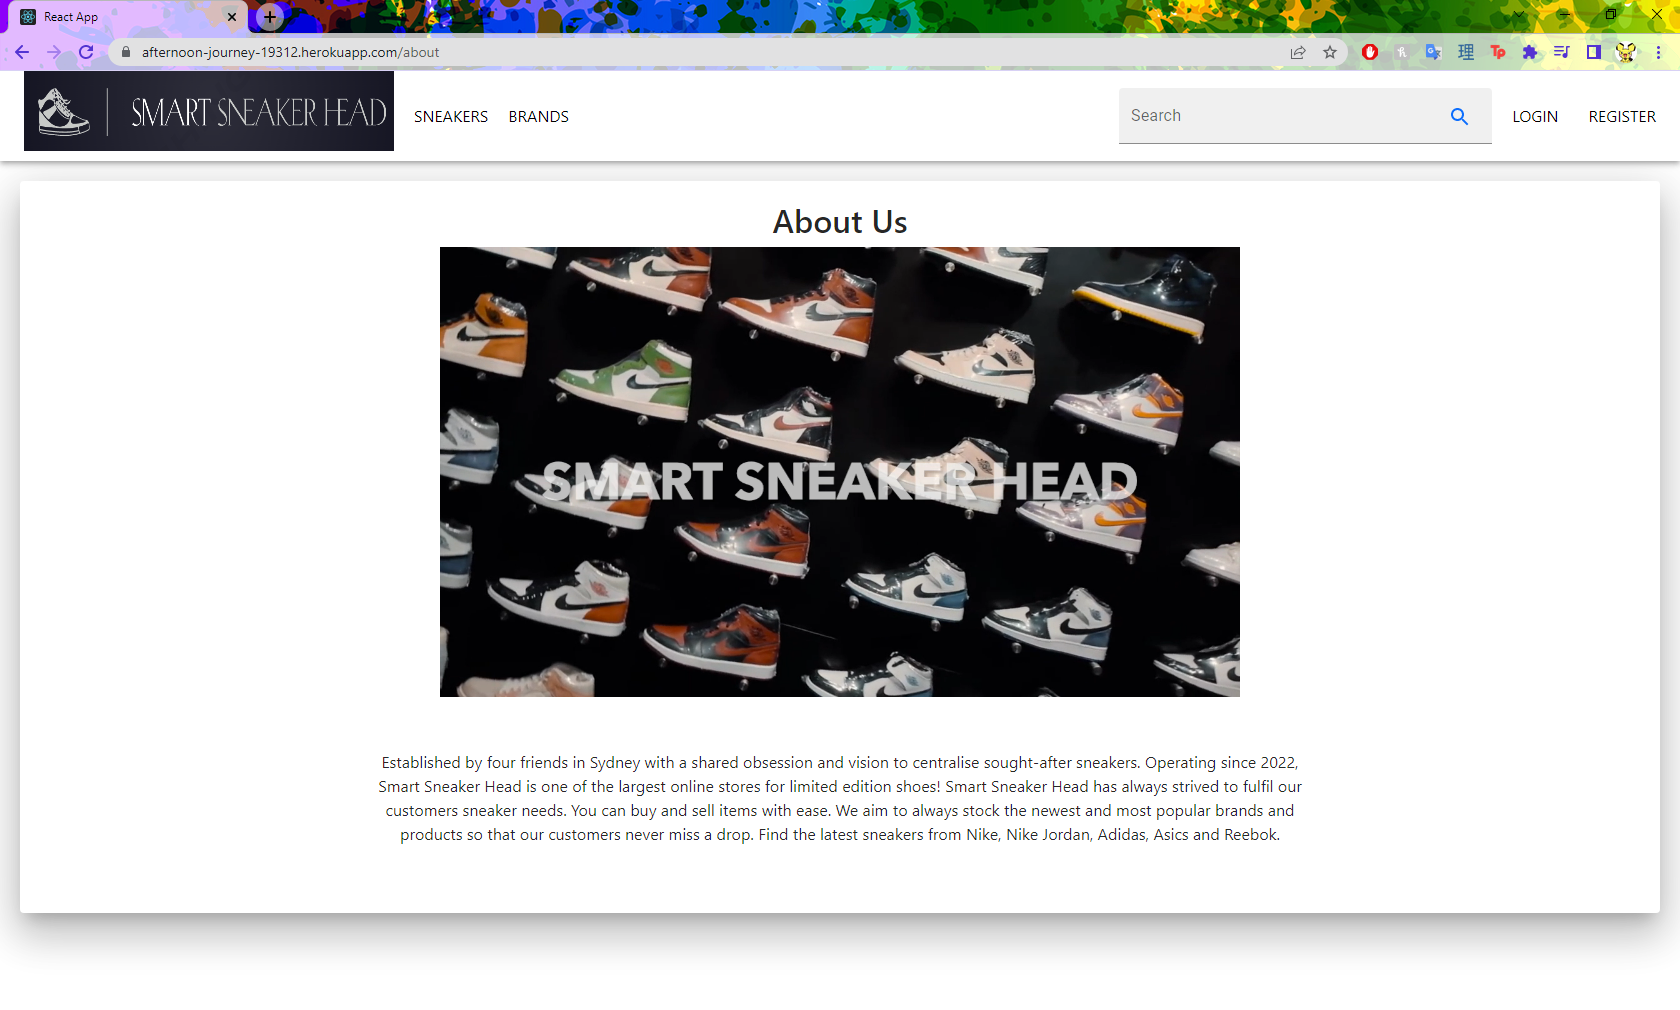 React App
afternoon-journey-19312.herokuapp.com/about
SMART SNEAKER HEAD
SNEAKERS
BRANDS
Search
LOGIN
REGISTER
About Us
SMART SNEAKER HEAD
Established by four friends in Sydney with a shared obsession and vision to centralise sought-after sneakers. Operating since 2022,
Smart Sneaker Head is one of the largest online stores for limited edition shoes! Smart Sneaker Head has always strived to fulfil our
customers sneaker needs. You can buy and sell items with ease. We aim to always stock the newest and most popular brands and
products so that our customers never miss a drop. Find the latest sneakers from Nike, Nike Jordan, Adidas, Asics and Reebok.